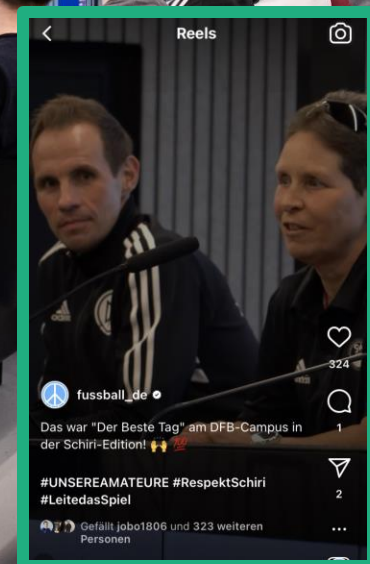 Reels
324
fussball_de
1
Das war "Der Beste Tag" am DFB-Campus in
der Schiri-Edition! 🙌 💯
2
#UNSEREAMATEURE #RespektSchiri
#LeitedasSpiel
Gefällt jobo1806 und 323 weiteren
Personen